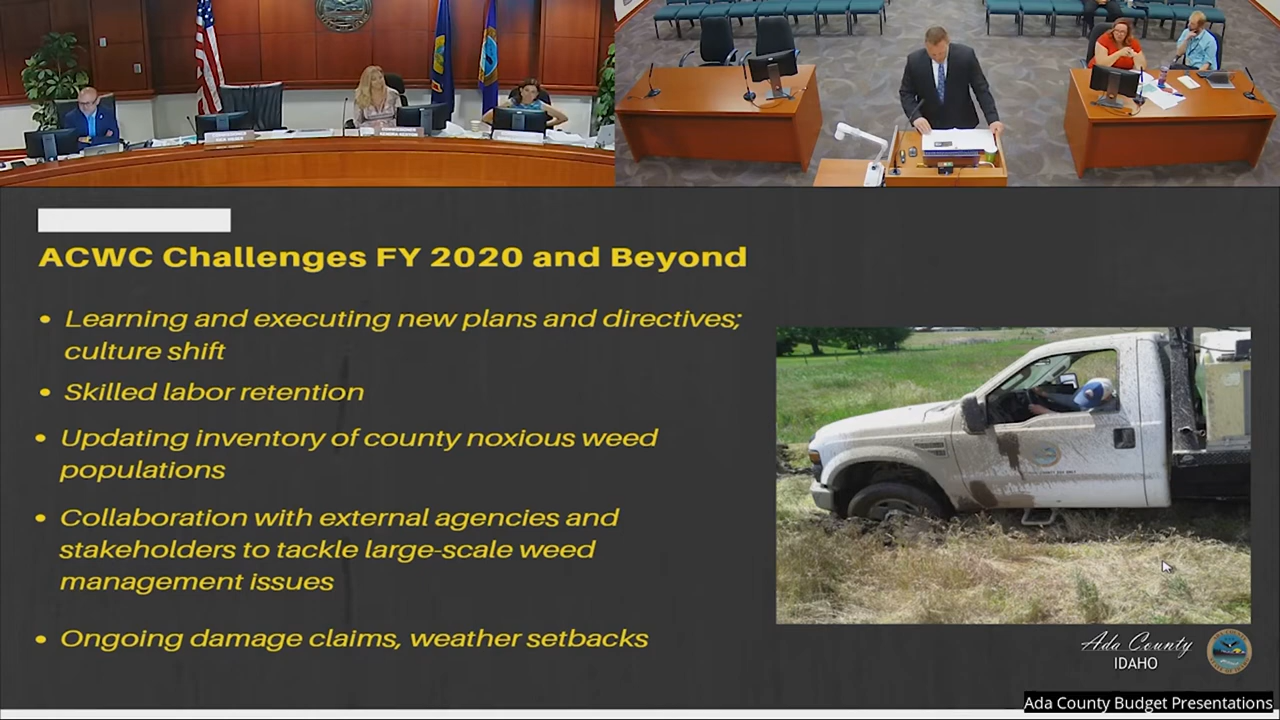 ACWC Challenges FY 2020 and Beyond
• Learning and executing new plans and directives;
culture shift
• Skilled labor retention
• Updating inventory of county noxious weed
populations
• Collaboration with external agencies and
stakeholders to tackle large-scale weed
management issues
• Ongoing damage claims, weather setbacks
Ada County
IDAHO
Ada County Budget Presentations